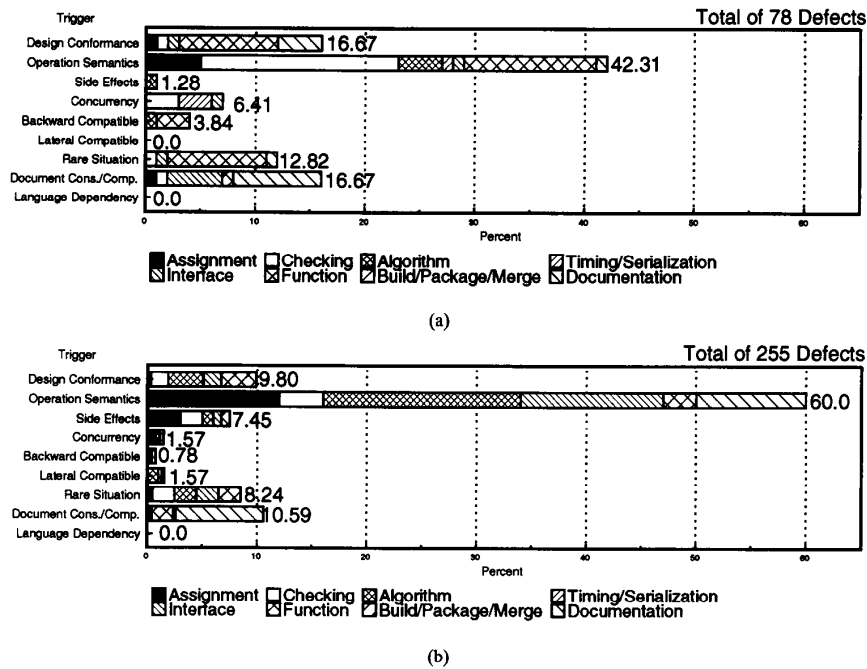 Trigger
Total of 78 Defects
Design Conformance 16.67
Operation Semantics 42.31
Side Effects 1.28
Concurrency 6.41
Backward Compatible 3.84
Lateral Compatible 0.0
Rare Situation 12.82
Document Cons./Comp. 16.67
Language Dependency 0.0
0 10 20 30 40 50 60
Percent
Assignment Checking Algorithm Timing/Serialization
Interface Function Build/Package/Merge Documentation
(a)
Trigger
Total of 255 Defects
Design Conformance 9.80
Operation Semantics 60.0
Side Effects 7.45
Concurrency 1.57
Backward Compatible 0.78
Lateral Compatible 1.57
Rare Situation 8.24
Document Cons./Comp. 10.59
Language Dependency 0.0
0 10 20 30 40 50 60
Percent
Assignment Checking Algorithm Timing/Serialization
Interface Function Build/Package/Merge Documentation
(b)